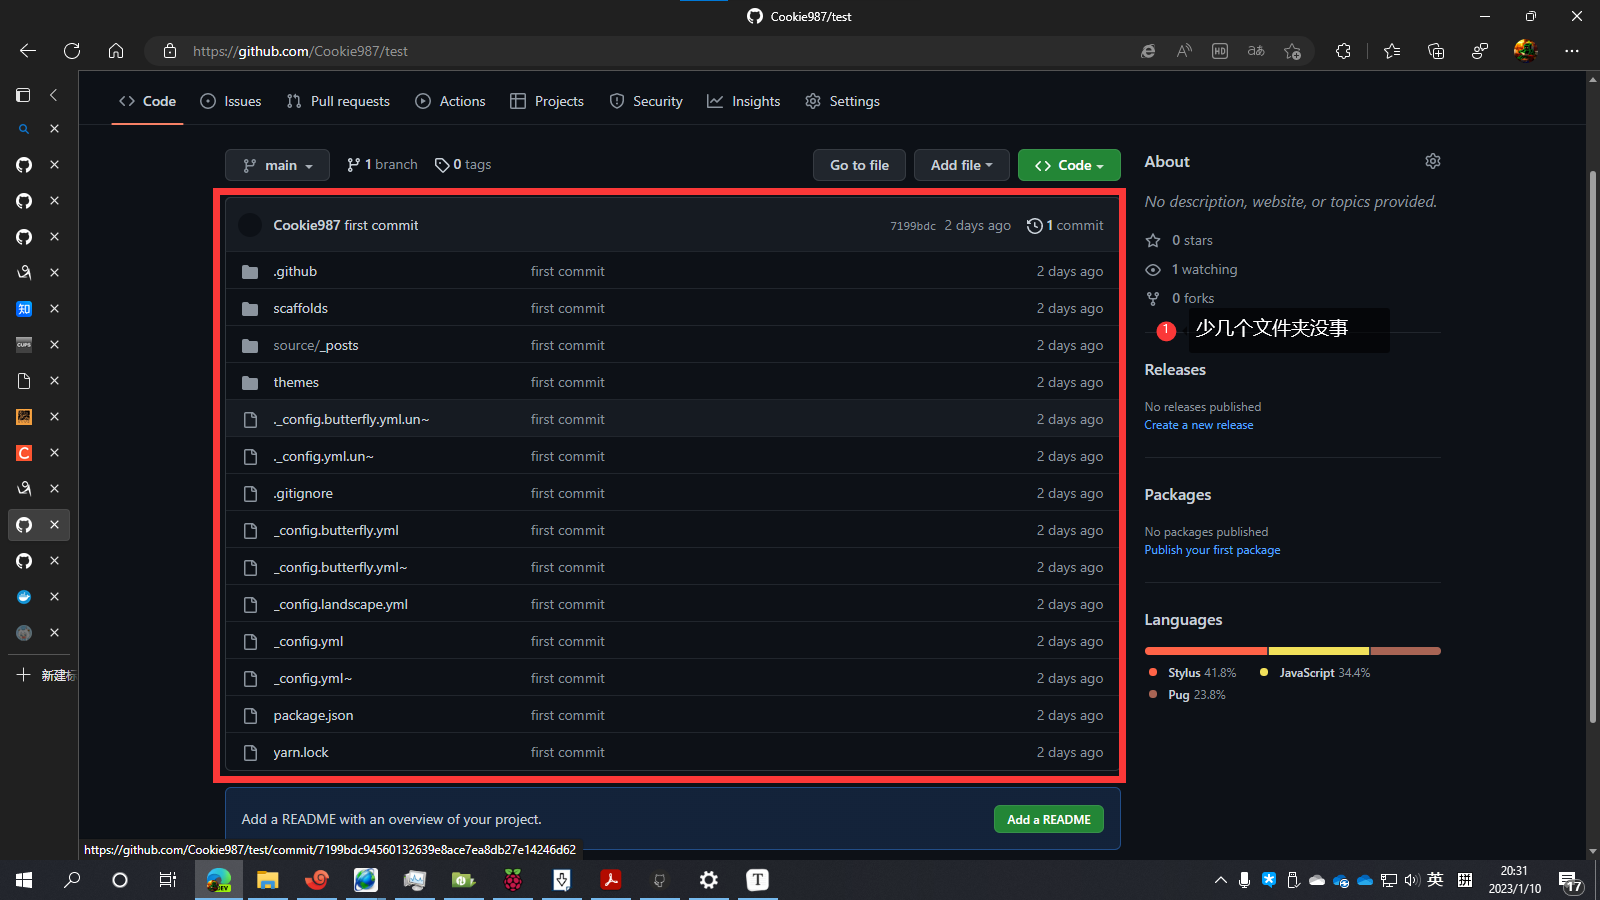 Cookie987/test
https://github.com/Cookie987/test
Code Issues Pull requests Actions Projects Security Insights Settings
main 1 branch 0 tags Go to file Add file Code
Cookie987 first commit 7199bdc 2 days ago 1 commit
.github first commit 2 days ago
scaffolds first commit 2 days ago
source/_posts first commit 2 days ago
themes first commit 2 days ago
._config.butterfly.yml.un~ first commit 2 days ago
._config.yml.un~ first commit 2 days ago
.gitignore first commit 2 days ago
_config.butterfly.yml first commit 2 days ago
_config.butterfly.yml~ first commit 2 days ago
_config.landscape.yml first commit 2 days ago
_config.yml first commit 2 days ago
_config.yml~ first commit 2 days ago
package.json first commit 2 days ago
yarn.lock first commit 2 days ago
Add a README with an overview of your project. Add a README
About
No description, website, or topics provided.
0 stars
1 watching
0 forks
1 少几个文件夹没事
Releases
No releases published
Create a new release
Packages
No packages published
Publish your first package
Languages
Stylus 41.8% JavaScript 34.4%
Pug 23.8%
新建标
https://github.com/Cookie987/test/commit/7199bdc94560132639e8ace7ea8db27e14246d62
英 拼 20:31
2023/1/10
17